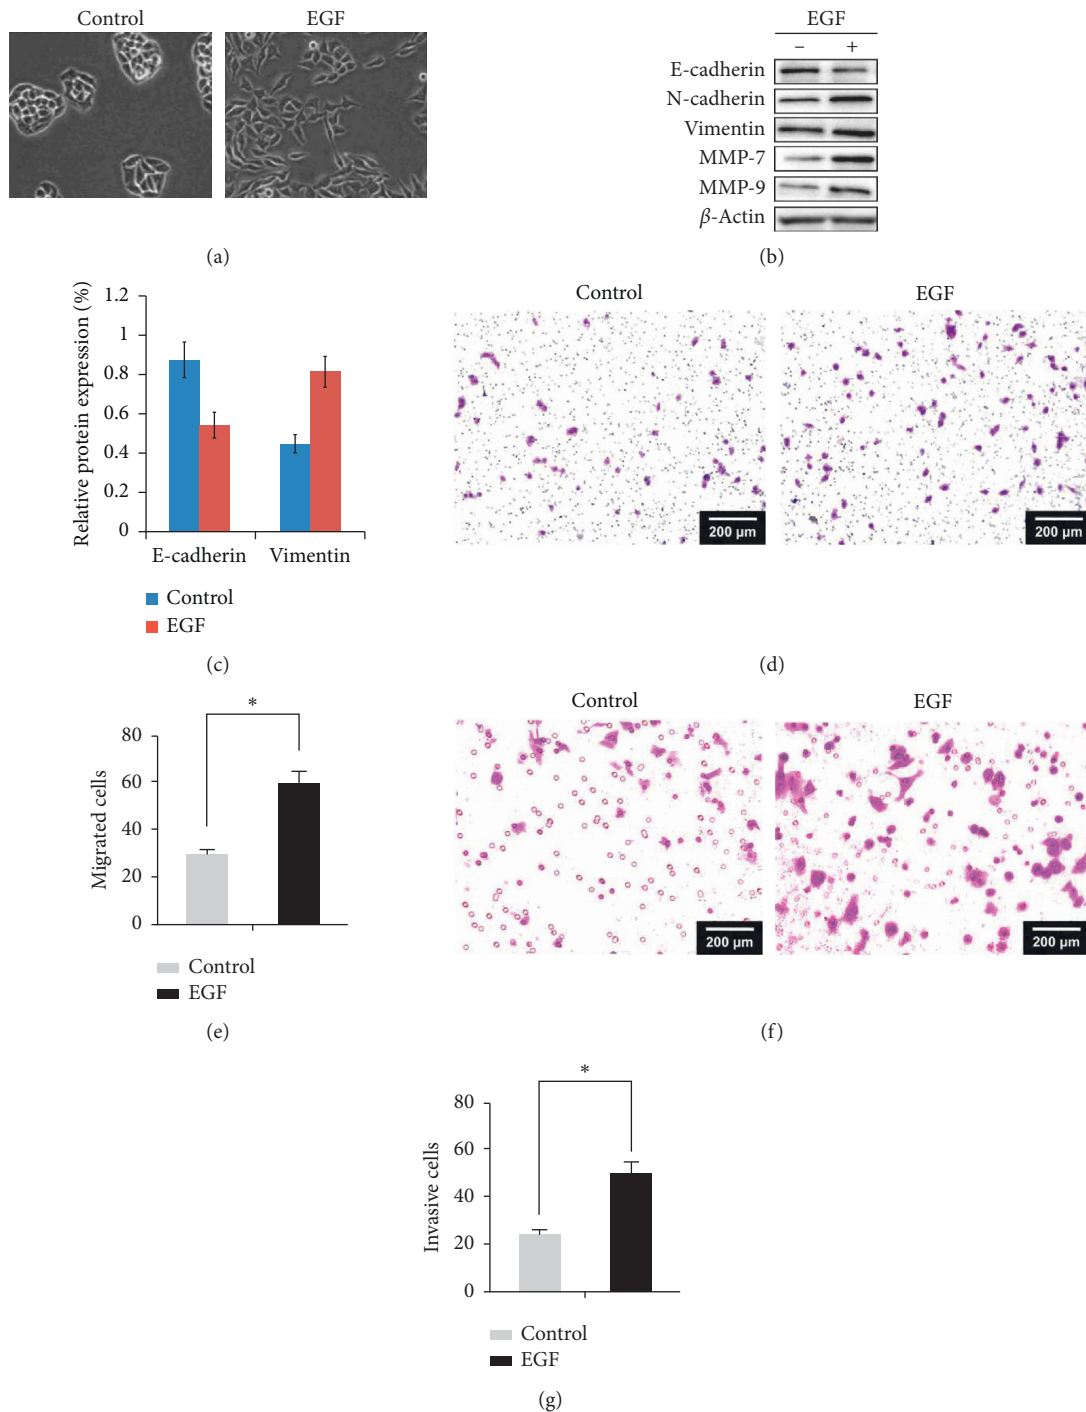 Control EGF
(a)
EGF
− +
E-cadherin
N-cadherin
Vimentin
MMP-7
MMP-9
β-Actin
(b)
Relative protein expression (%)
1.2
1
0.8
0.6
0.4
0.2
0
E-cadherin Vimentin
Control
EGF
(c)
Control EGF
200 µm 200 µm
(d)
*
Migrated cells
80
60
40
20
0
Control
EGF
(e)
Control EGF
200 µm 200 µm
(f)
*
Invasive cells
80
60
40
20
0
Control
EGF
(g)